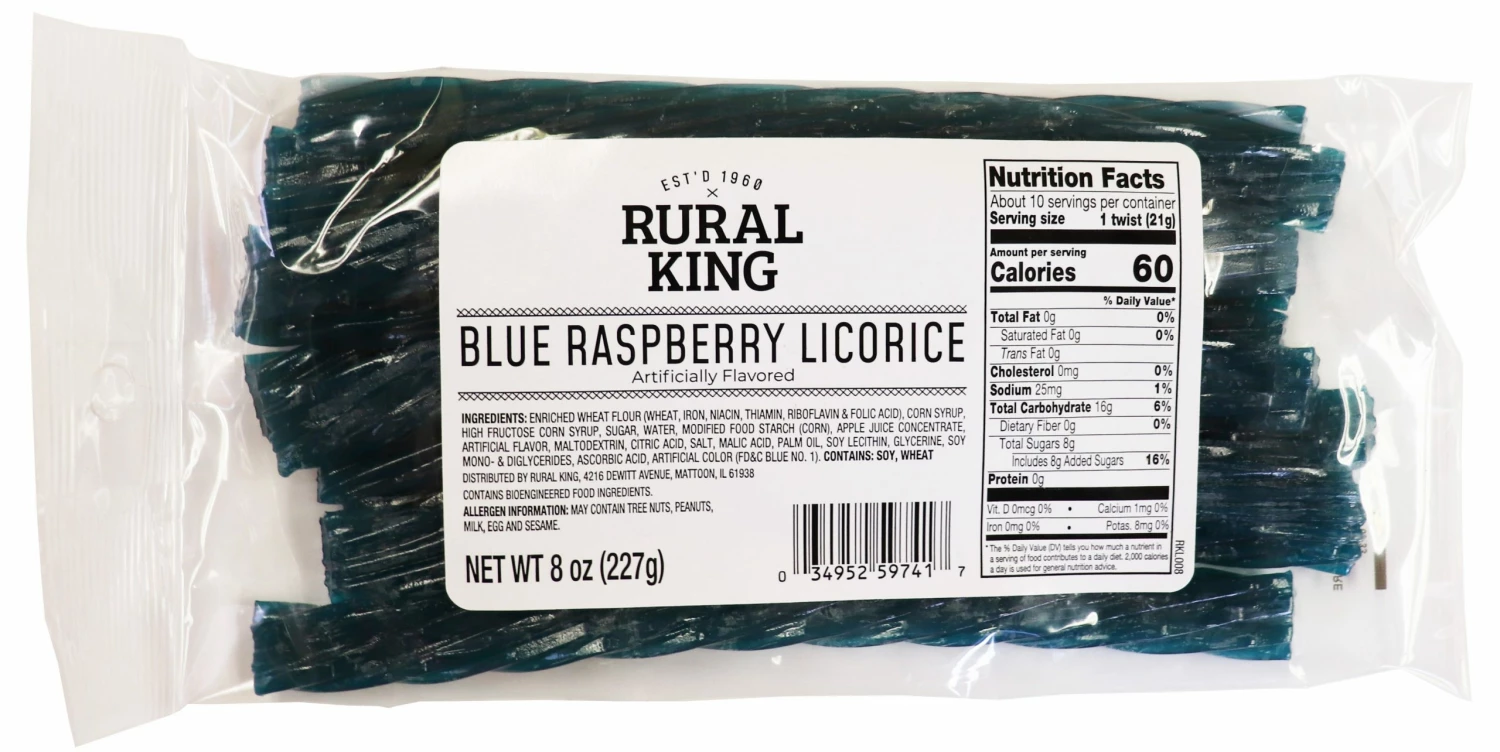 EST'D 1960
RURAL
KING
BLUE RASPBERRY LICORICE
Artificially Flavored
INGREDIENTS: ENRICHED WHEAT FLOUR (WHEAT, IRON, NIACIN, THIAMIN, RIBOFLAVIN & FOLIC ACID), CORN SYRUP,
HIGH FRUCTOSE CORN SYRUP, SUGAR, WATER, MODIFIED FOOD STARCH (CORN), APPLE JUICE CONCENTRATE,
ARTIFICIAL FLAVOR, MALTODEXTRIN, CITRIC ACID, SALT, MALIC ACID, PALM OIL, SOY LECITHIN, GLYCERINE, SOY
MONO- & DIGLYCERIDES, ASCORBIC ACID, ARTIFICIAL COLOR (FD&C BLUE NO. 1). CONTAINS: SOY, WHEAT
DISTRIBUTED BY RURAL KING, 4216 DEWITT AVENUE, MATTOON, IL 61938
CONTAINS BIOENGINEERED FOOD INGREDIENTS.
ALLERGEN INFORMATION: MAY CONTAIN TREE NUTS, PEANUTS,
MILK, EGG AND SESAME.
NET WT 8 oz (227g)
0 34952 59741 7
Nutrition Facts
About 10 servings per container
Serving size 1 twist (21g)
Amount per serving
Calories 60
% Daily Value*
Total Fat 0g 0%
Saturated Fat 0g 0%
Trans Fat 0g
Cholesterol 0mg 0%
Sodium 25mg 1%
Total Carbohydrate 16g 6%
Dietary Fiber 0g 0%
Total Sugars 8g
Includes 8g Added Sugars 16%
Protein 0g
Vit. D 0mcg 0% • Calcium 1mg 0%
Iron 0mg 0% • Potas. 8mg 0%
* The % Daily Value (DV) tells you how much a nutrient in
a serving of food contributes to a daily diet. 2,000 calories
a day is used for general nutrition advice.
RKL008